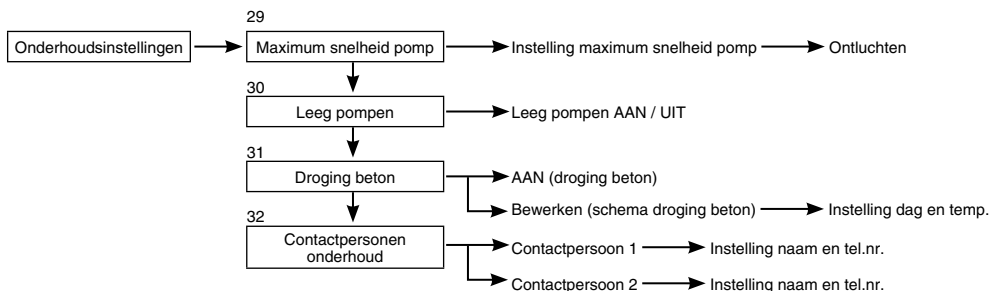 29
Onderhoudsinstellingen
Maximum snelheid pomp
Instelling maximum snelheid pomp
Ontluchten
30
Leeg pompen
Leeg pompen AAN / UIT
31
Droging beton
AAN (droging beton)
Bewerken (schema droging beton)
Instelling dag en temp.
32
Contactpersonen
onderhoud
Contactpersoon 1
Instelling naam en tel.nr.
Contactpersoon 2
Instelling naam en tel.nr.